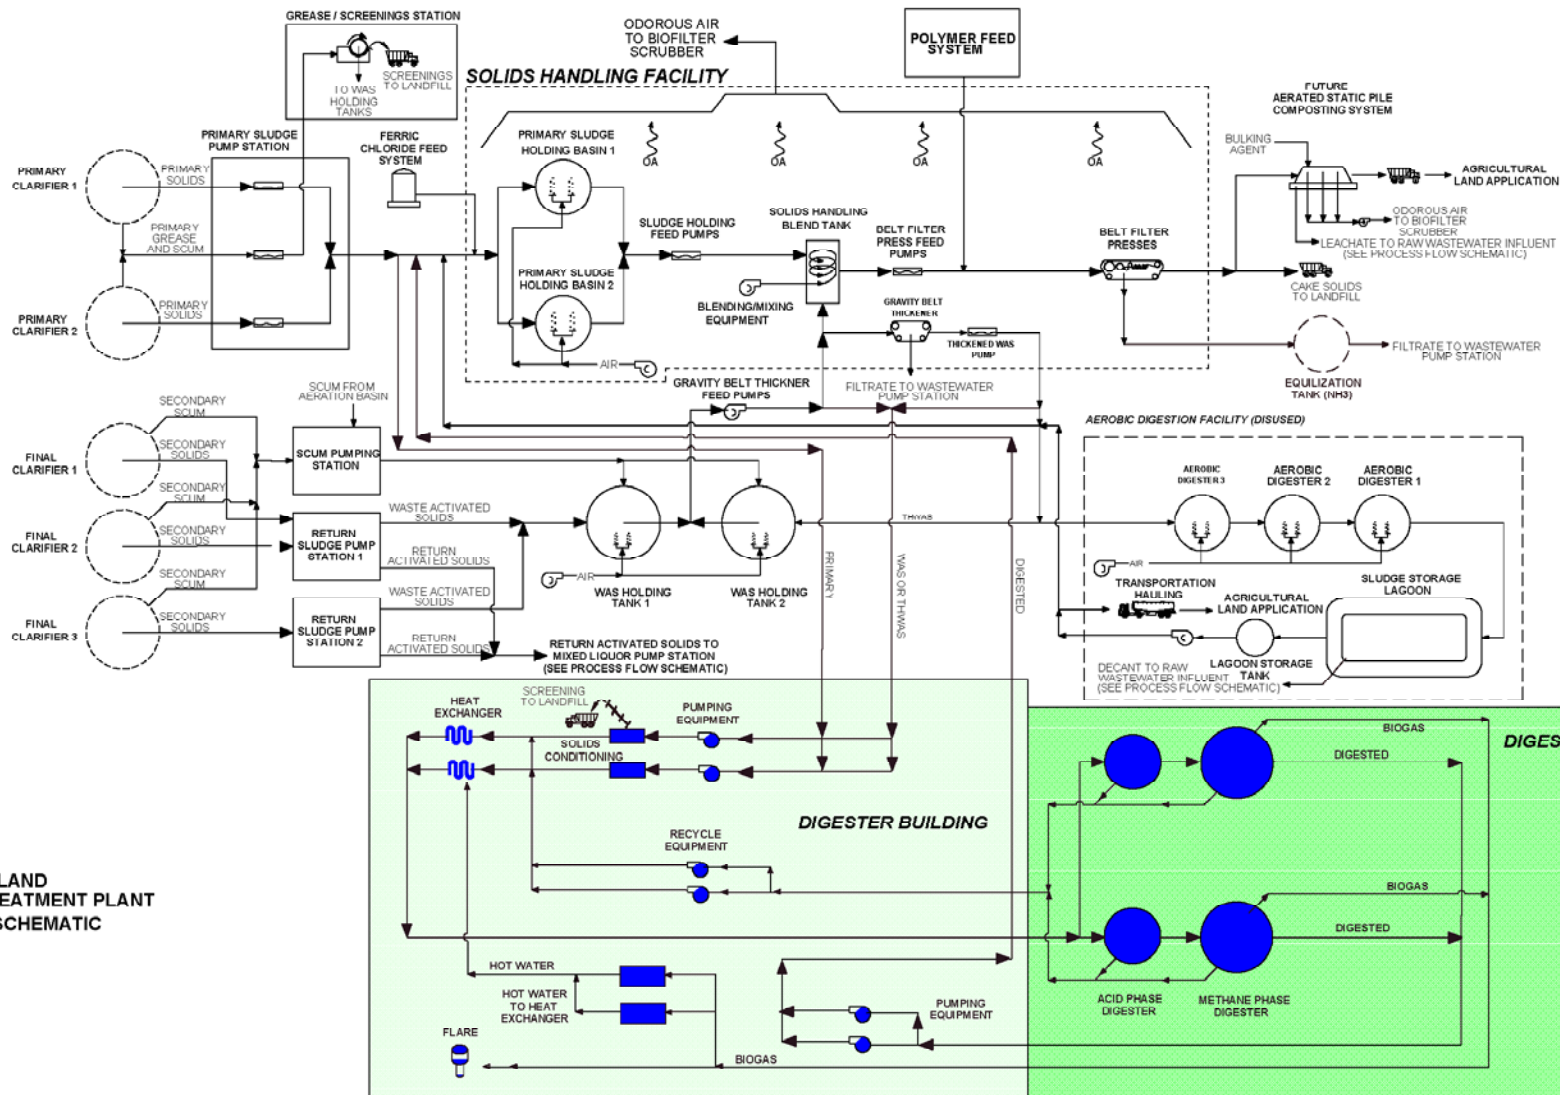 GREASE / SCREENINGS STATION
SCREENINGS
TO LANDFILL
TO WAS
HOLDING
TANKS
ODOROUS AIR
TO BIOFILTER
SCRUBBER
POLYMER FEED
SYSTEM
SOLIDS HANDLING FACILITY
FUTURE
AERATED STATIC PILE
COMPOSTING SYSTEM
BULKING
AGENT
AGRICULTURAL
LAND APPLICATION
ODOROUS AIR
TO BIOFILTER
SCRUBBER
LEACHATE TO RAW WASTEWATER INFLUENT
(SEE PROCESS FLOW SCHEMATIC)
CAKE SOLIDS
TO LANDFILL
PRIMARY SLUDGE
PUMP STATION
FERRIC
CHLORIDE FEED
SYSTEM
PRIMARY SLUDGE
HOLDING BASIN 1
OA
OA
OA
OA
PRIMARY
CLARIFIER 1
PRIMARY
SOLIDS
PRIMARY
GREASE
AND SCUM
PRIMARY
CLARIFIER 2
PRIMARY
SOLIDS
SLUDGE HOLDING
FEED PUMPS
SOLIDS HANDLING
BLEND TANK
BELT FILTER
PRESS FEED
PUMPS
BELT FILTER
PRESSES
PRIMARY SLUDGE
HOLDING BASIN 2
BLENDING/MIXING
EQUIPMENT
GRAVITY BELT
THICKENER
THICKENED WAS
PUMP
AIR
FILTRATE TO WASTEWATER
PUMP STATION
FILTRATE TO WASTEWATER
PUMP STATION
EQUILIZATION
TANK (NH3)
GRAVITY BELT THICKNER
FEED PUMPS
SCUM FROM
AERATION BASIN
SECONDARY
SCUM
FINAL
CLARIFIER 1
SECONDARY
SOLIDS
SCUM PUMPING
STATION
SECONDARY
SCUM
FINAL
CLARIFIER 2
SECONDARY
SOLIDS
RETURN
SLUDGE PUMP
STATION 1
WASTE ACTIVATED
SOLIDS
RETURN
ACTIVATED SOLIDS
SECONDARY
SCUM
FINAL
CLARIFIER 3
SECONDARY
SOLIDS
RETURN
SLUDGE PUMP
STATION 2
WASTE ACTIVATED
SOLIDS
RETURN
ACTIVATED SOLIDS
AIR
WAS HOLDING
TANK 1
WAS HOLDING
TANK 2
RETURN ACTIVATED SOLIDS TO
MIXED LIQUOR PUMP STATION
(SEE PROCESS FLOW SCHEMATIC)
THWAS
PRIMARY
WAS OR THWAS
DIGESTED
AEROBIC DIGESTION FACILITY (DISUSED)
AEROBIC
DIGESTER 3
AEROBIC
DIGESTER 2
AEROBIC
DIGESTER 1
AIR
TRANSPORTATION
HAULING
AGRICULTURAL
LAND APPLICATION
SLUDGE STORAGE
LAGOON
LAGOON STORAGE
TANK
DECANT TO RAW
WASTEWATER INFLUENT
(SEE PROCESS FLOW SCHEMATIC)
HEAT
EXCHANGER
SCREENING
TO LANDFILL
PUMPING
EQUIPMENT
SOLIDS
CONDITIONING
DIGESTER BUILDING
RECYCLE
EQUIPMENT
BIOGAS
DIGESTED
DIGES
BIOGAS
DIGESTED
ACID PHASE
DIGESTER
METHANE PHASE
DIGESTER
LAND
EATMENT PLANT
SCHEMATIC
HOT WATER
HOT WATER
TO HEAT
EXCHANGER
PUMPING
EQUIPMENT
FLARE
BIOGAS